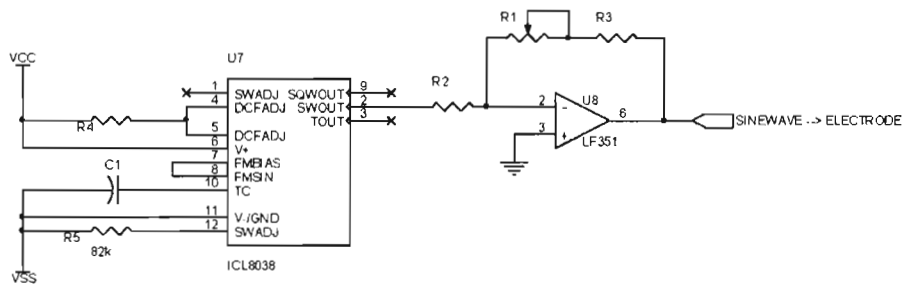 R1
R3
VCC
U7
R2
1 SWADJ SQWOUT 9
4 DCFADJ SWOUT 2
TOUT 3
R4
5 DCFADJ
6 V+
7 FMBIAS
8 FMSIN
C1
10 TC
11 V-/GND
12 SWADJ
R5
82k
VSS
ICL8038
2 - U8
3 + 6
LF351
SINEWAVE --> ELECTRODE